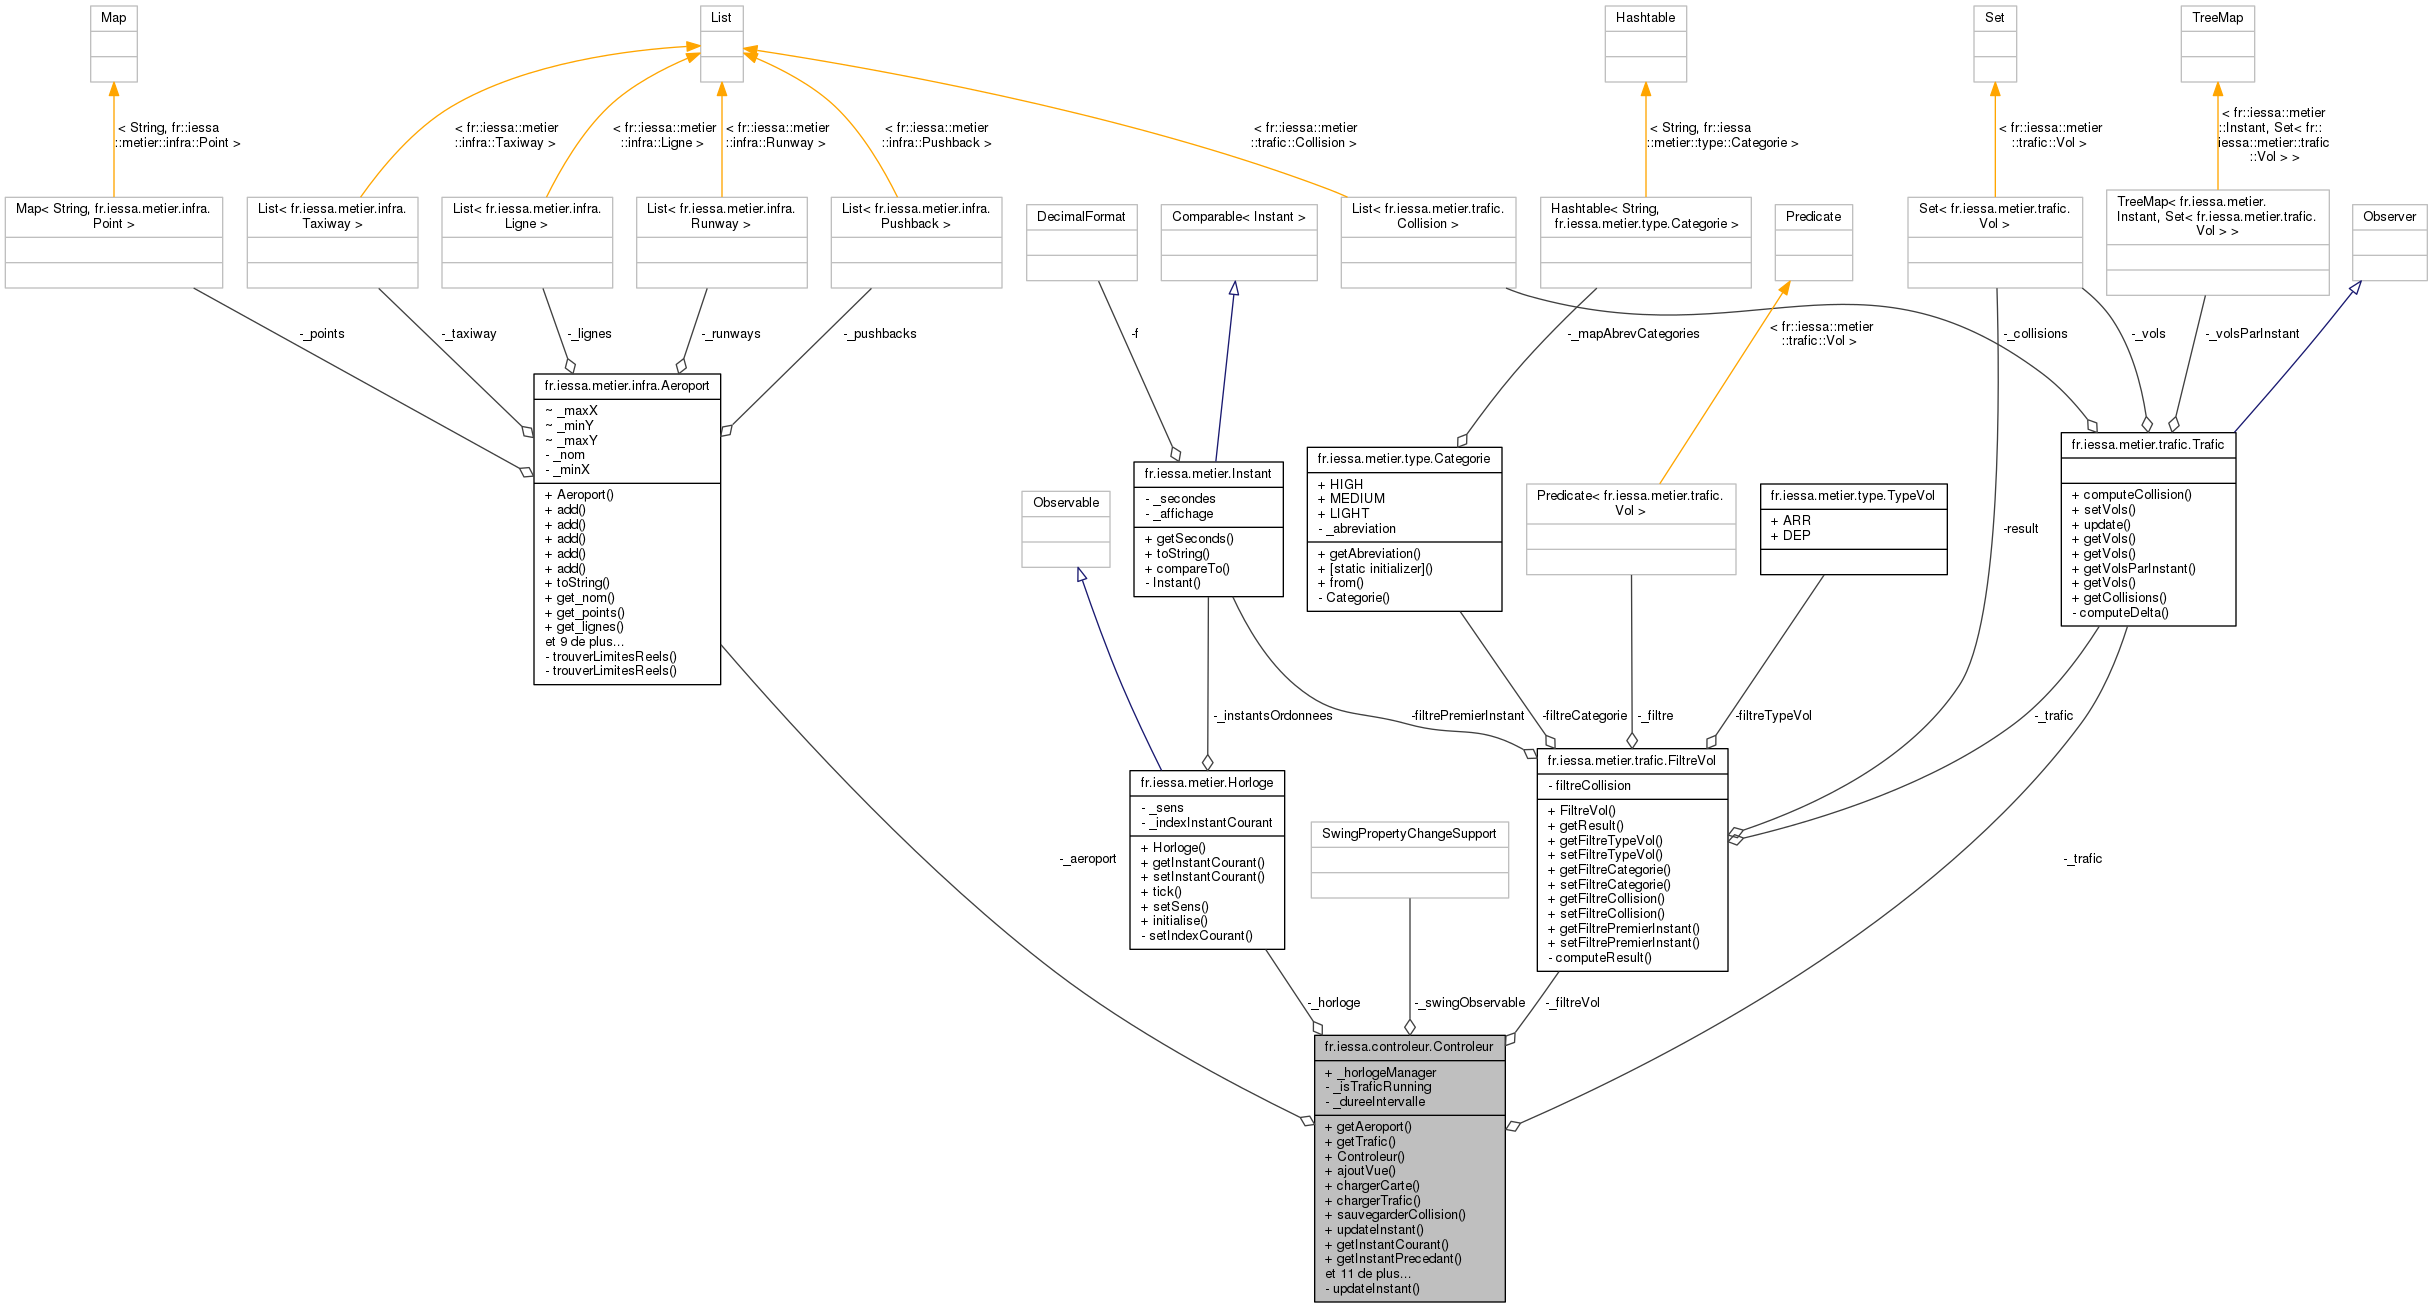 Map
List
Hashtable
Set
TreeMap
< String, fr::iessa
::metier::infra::Point >
< fr::iessa::metier
::infra::Taxiway >
< fr::iessa::metier
::infra::Ligne >
< fr::iessa::metier
::infra::Runway >
< fr::iessa::metier
::infra::Pushback >
< fr::iessa::metier
::trafic::Collision >
< String, fr::iessa
::metier::type::Categorie >
< fr::iessa::metier
::trafic::Vol >
< fr::iessa::metier
::Instant, Set< fr::
iessa::metier::trafic
::Vol > >
Map< String, fr.iessa.metier.infra.
Point >
List< fr.iessa.metier.infra.
Taxiway >
List< fr.iessa.metier.infra.
Ligne >
List< fr.iessa.metier.infra.
Runway >
List< fr.iessa.metier.infra.
Pushback >
DecimalFormat
Comparable< Instant >
List< fr.iessa.metier.trafic.
Collision >
Hashtable< String,
fr.iessa.metier.type.Categorie >
Predicate
Set< fr.iessa.metier.trafic.
Vol >
TreeMap< fr.iessa.metier.
Instant, Set< fr.iessa.metier.trafic.
Vol > >
Observer
-_points
-_taxiway
-_lignes
-_runways
-_pushbacks
-f
-_mapAbrevCategories
< fr::iessa::metier
::trafic::Vol >
-_collisions
-_vols
-_volsParInstant
fr.iessa.metier.infra.Aeroport
~ _maxX
~ _minY
~ _maxY
- _nom
- _minX
+ Aeroport()
+ add()
+ add()
+ add()
+ add()
+ add()
+ toString()
+ get_nom()
+ get_points()
+ get_lignes()
et 9 de plus...
- trouverLimitesReels()
- trouverLimitesReels()
Observable
fr.iessa.metier.Instant
- _secondes
- _affichage
+ getSeconds()
+ toString()
+ compareTo()
- Instant()
fr.iessa.metier.type.Categorie
+ HIGH
+ MEDIUM
+ LIGHT
- _abreviation
+ getAbreviation()
+ [static initializer]()
+ from()
- Categorie()
Predicate< fr.iessa.metier.trafic.
Vol >
fr.iessa.metier.type.TypeVol
+ ARR
+ DEP
-result
fr.iessa.metier.trafic.Trafic
+ computeCollision()
+ setVols()
+ update()
+ getVols()
+ getVols()
+ getVolsParInstant()
+ getVols()
+ getCollisions()
- computeDelta()
-_instantsOrdonnees
-filtrePremierInstant
-filtreCategorie
-_filtre
-filtreTypeVol
-_trafic
fr.iessa.metier.Horloge
- _sens
- _indexInstantCourant
+ Horloge()
+ getInstantCourant()
+ setInstantCourant()
+ tick()
+ setSens()
+ initialise()
- setIndexCourant()
SwingPropertyChangeSupport
fr.iessa.metier.trafic.FiltreVol
- filtreCollision
+ FiltreVol()
+ getResult()
+ getFiltreTypeVol()
+ setFiltreTypeVol()
+ getFiltreCategorie()
+ setFiltreCategorie()
+ getFiltreCollision()
+ setFiltreCollision()
+ getFiltrePremierInstant()
+ setFiltrePremierInstant()
- computeResult()
-_aeroport
-_trafic
-_horloge
-_swingObservable
-_filtreVol
fr.iessa.controleur.Controleur
+ _horlogeManager
- _isTraficRunning
- _dureeIntervalle
+ getAeroport()
+ getTrafic()
+ Controleur()
+ ajoutVue()
+ chargerCarte()
+ chargerTrafic()
+ sauvegarderCollision()
+ updateInstant()
+ getInstantCourant()
+ getInstantPrecedant()
et 11 de plus...
- updateInstant()